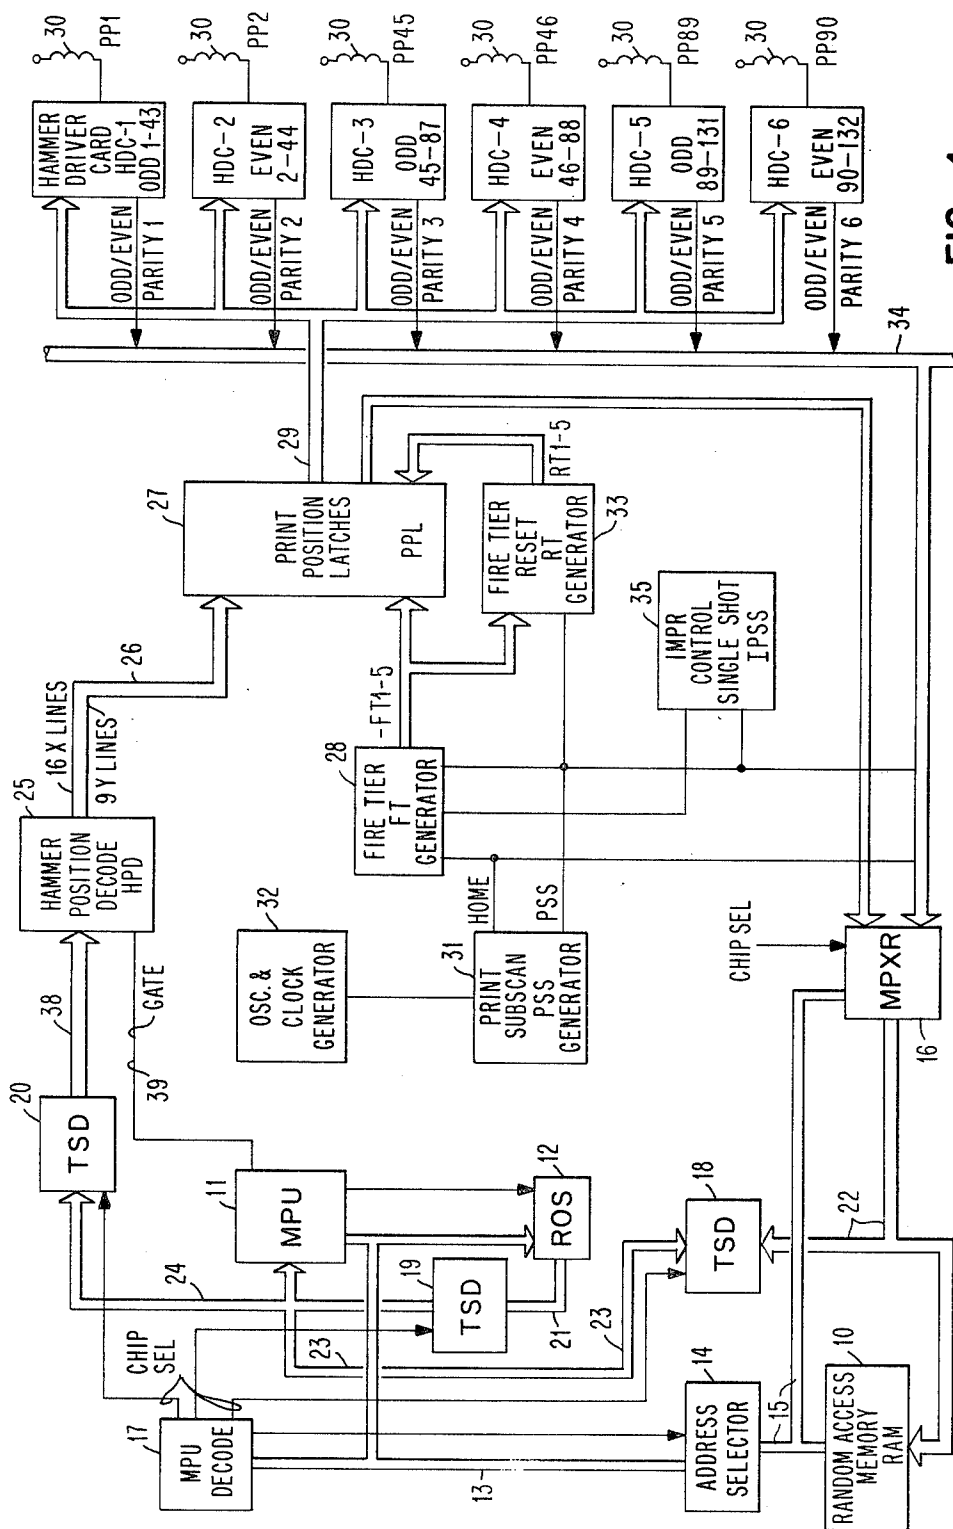 HAMMER
DRIVER
CARD
HDC-1
ODD 1-43
30
PP1
HDC-2
EVEN
2-44
30
PP2
HDC-3
ODD
45-87
30
PP45
HDC-4
EVEN
46-88
30
PP46
HDC-5
ODD
89-131
30
PP89
HDC-6
EVEN
90-132
30
PP90
ODD/EVEN
PARITY 1
ODD/EVEN
PARITY 2
ODD/EVEN
PARITY 3
ODD/EVEN
PARITY 4
ODD/EVEN
PARITY 5
ODD/EVEN
PARITY 6
34
29
27
PRINT
POSITION
LATCHES
PPL
RT1-5
FIRE TIER
RESET
RT
GENERATOR
33
26
16 X LINES
9 Y LINES
-FT1-5
35
IMPR
CONTROL
SINGLE SHOT
IPSS
25
HAMMER
POSITION
DECODE
HPD
28
FIRE TIER
FT
GENERATOR
HOME
PSS
32
OSC. &
CLOCK
GENERATOR
31
PRINT
SUBSCAN
PSS
GENERATOR
CHIP SEL
MPXR
16
38
GATE
39
20
TSD
11
MPU
12
ROS
18
TSD
22
24
19
TSD
21
23
23
CHIP
SEL
17
MPU
DECODE
13
14
ADDRESS
SELECTOR
15
10
RANDOM ACCESS
MEMORY
RAM